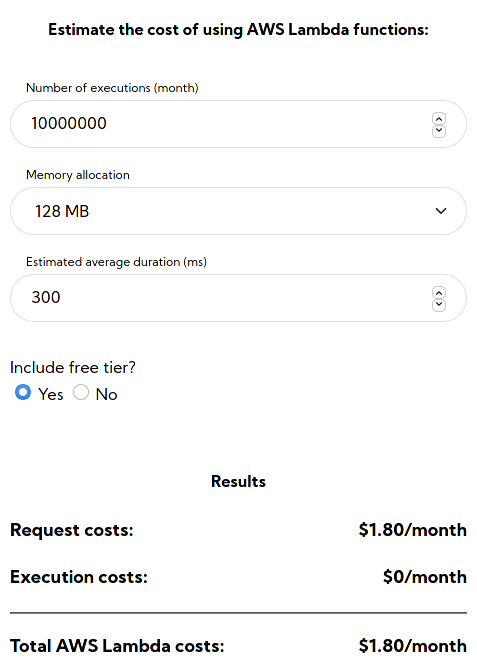 Estimate the cost of using AWS Lambda functions:
Number of executions (month)
10000000
Memory allocation
128 MB
Estimated average duration (ms)
300
Include free tier?
Yes No
Results
Request costs: $1.80/month
Execution costs: $0/month
Total AWS Lambda costs: $1.80/month